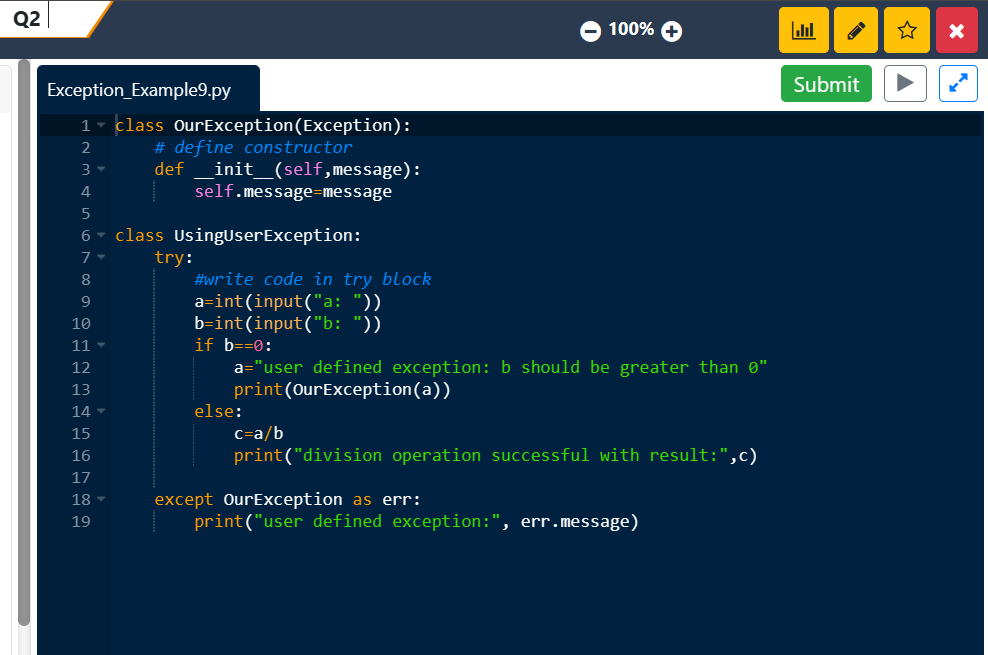 Q2
100%
Submit
Exception_Example9.py
1 class OurException(Exception):
2     # define constructor
3     def __init__(self,message):
4         self.message=message
5
6 class UsingUserException:
7     try:
8         #write code in try block
9         a=int(input("a: "))
10         b=int(input("b: "))
11         if b==0:
12             a="user defined exception: b should be greater than 0"
13             print(OurException(a))
14         else:
15             c=a/b
16             print("division operation successful with result:",c)
17
18     except OurException as err:
19         print("user defined exception:", err.message)